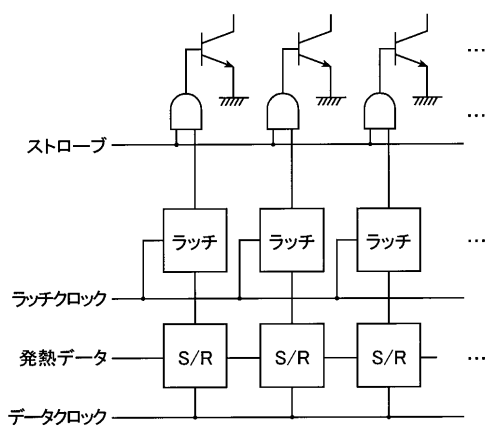 …
…
ストローブ
ラッチ ラッチ ラッチ …
ラッチクロック
発熱データ S/R S/R S/R …
データクロック